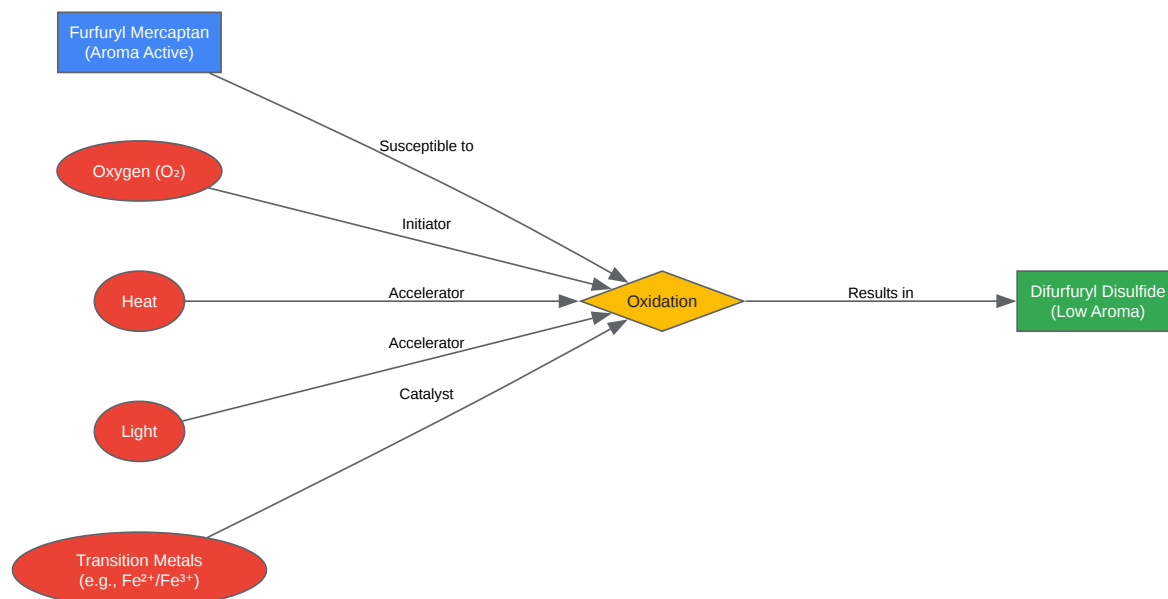 Furfuryl Mercaptan
(Aroma Active)
Susceptible to
Oxygen (O₂)
Initiator
Heat
Accelerator
Oxidation
Results in
Difurfuryl Disulfide
(Low Aroma)
Accelerator
Light
Catalyst
Transition Metals
(e.g., Fe²⁺/Fe³⁺)